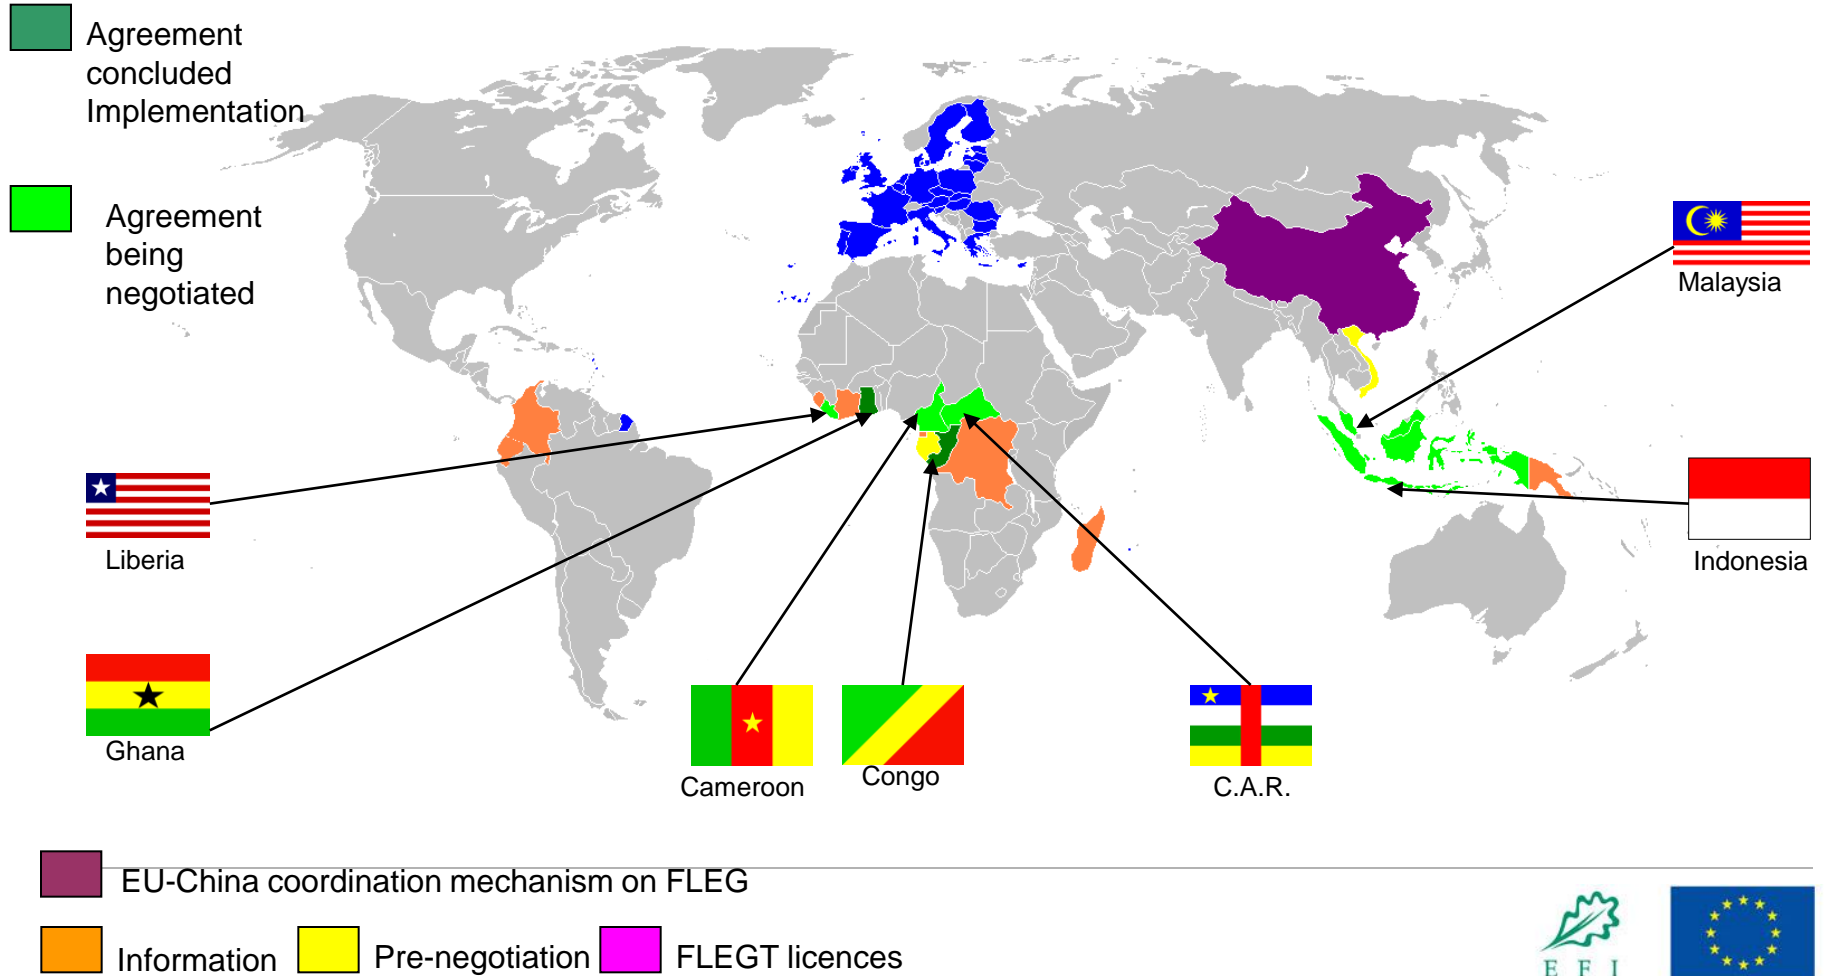 Agreement
concluded
Implementation
Agreement
being
negotiated
Malaysia
Liberia
Indonesia
Ghana
Cameroon
Congo
C.A.R.
EU-China coordination mechanism on FLEG
Information
Pre-negotiation
FLEGT licences
E F I